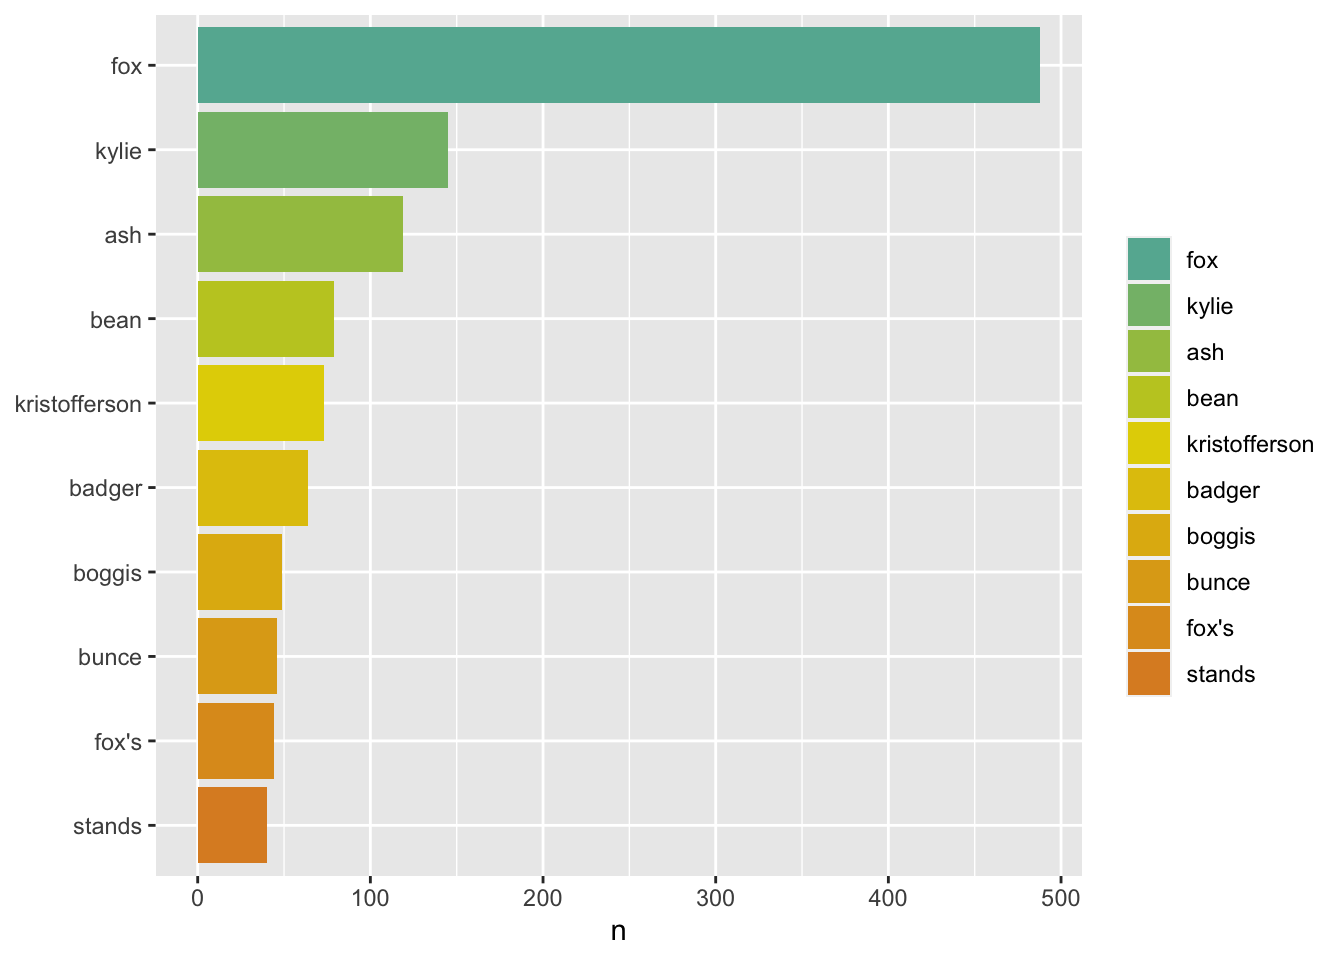 fox
kylie
ash
bean
kristofferson
badger
boggis
bunce
fox's
stands
0 100 200 300 400 500
n
fox
kylie
ash
bean
kristofferson
badger
boggis
bunce
fox's
stands